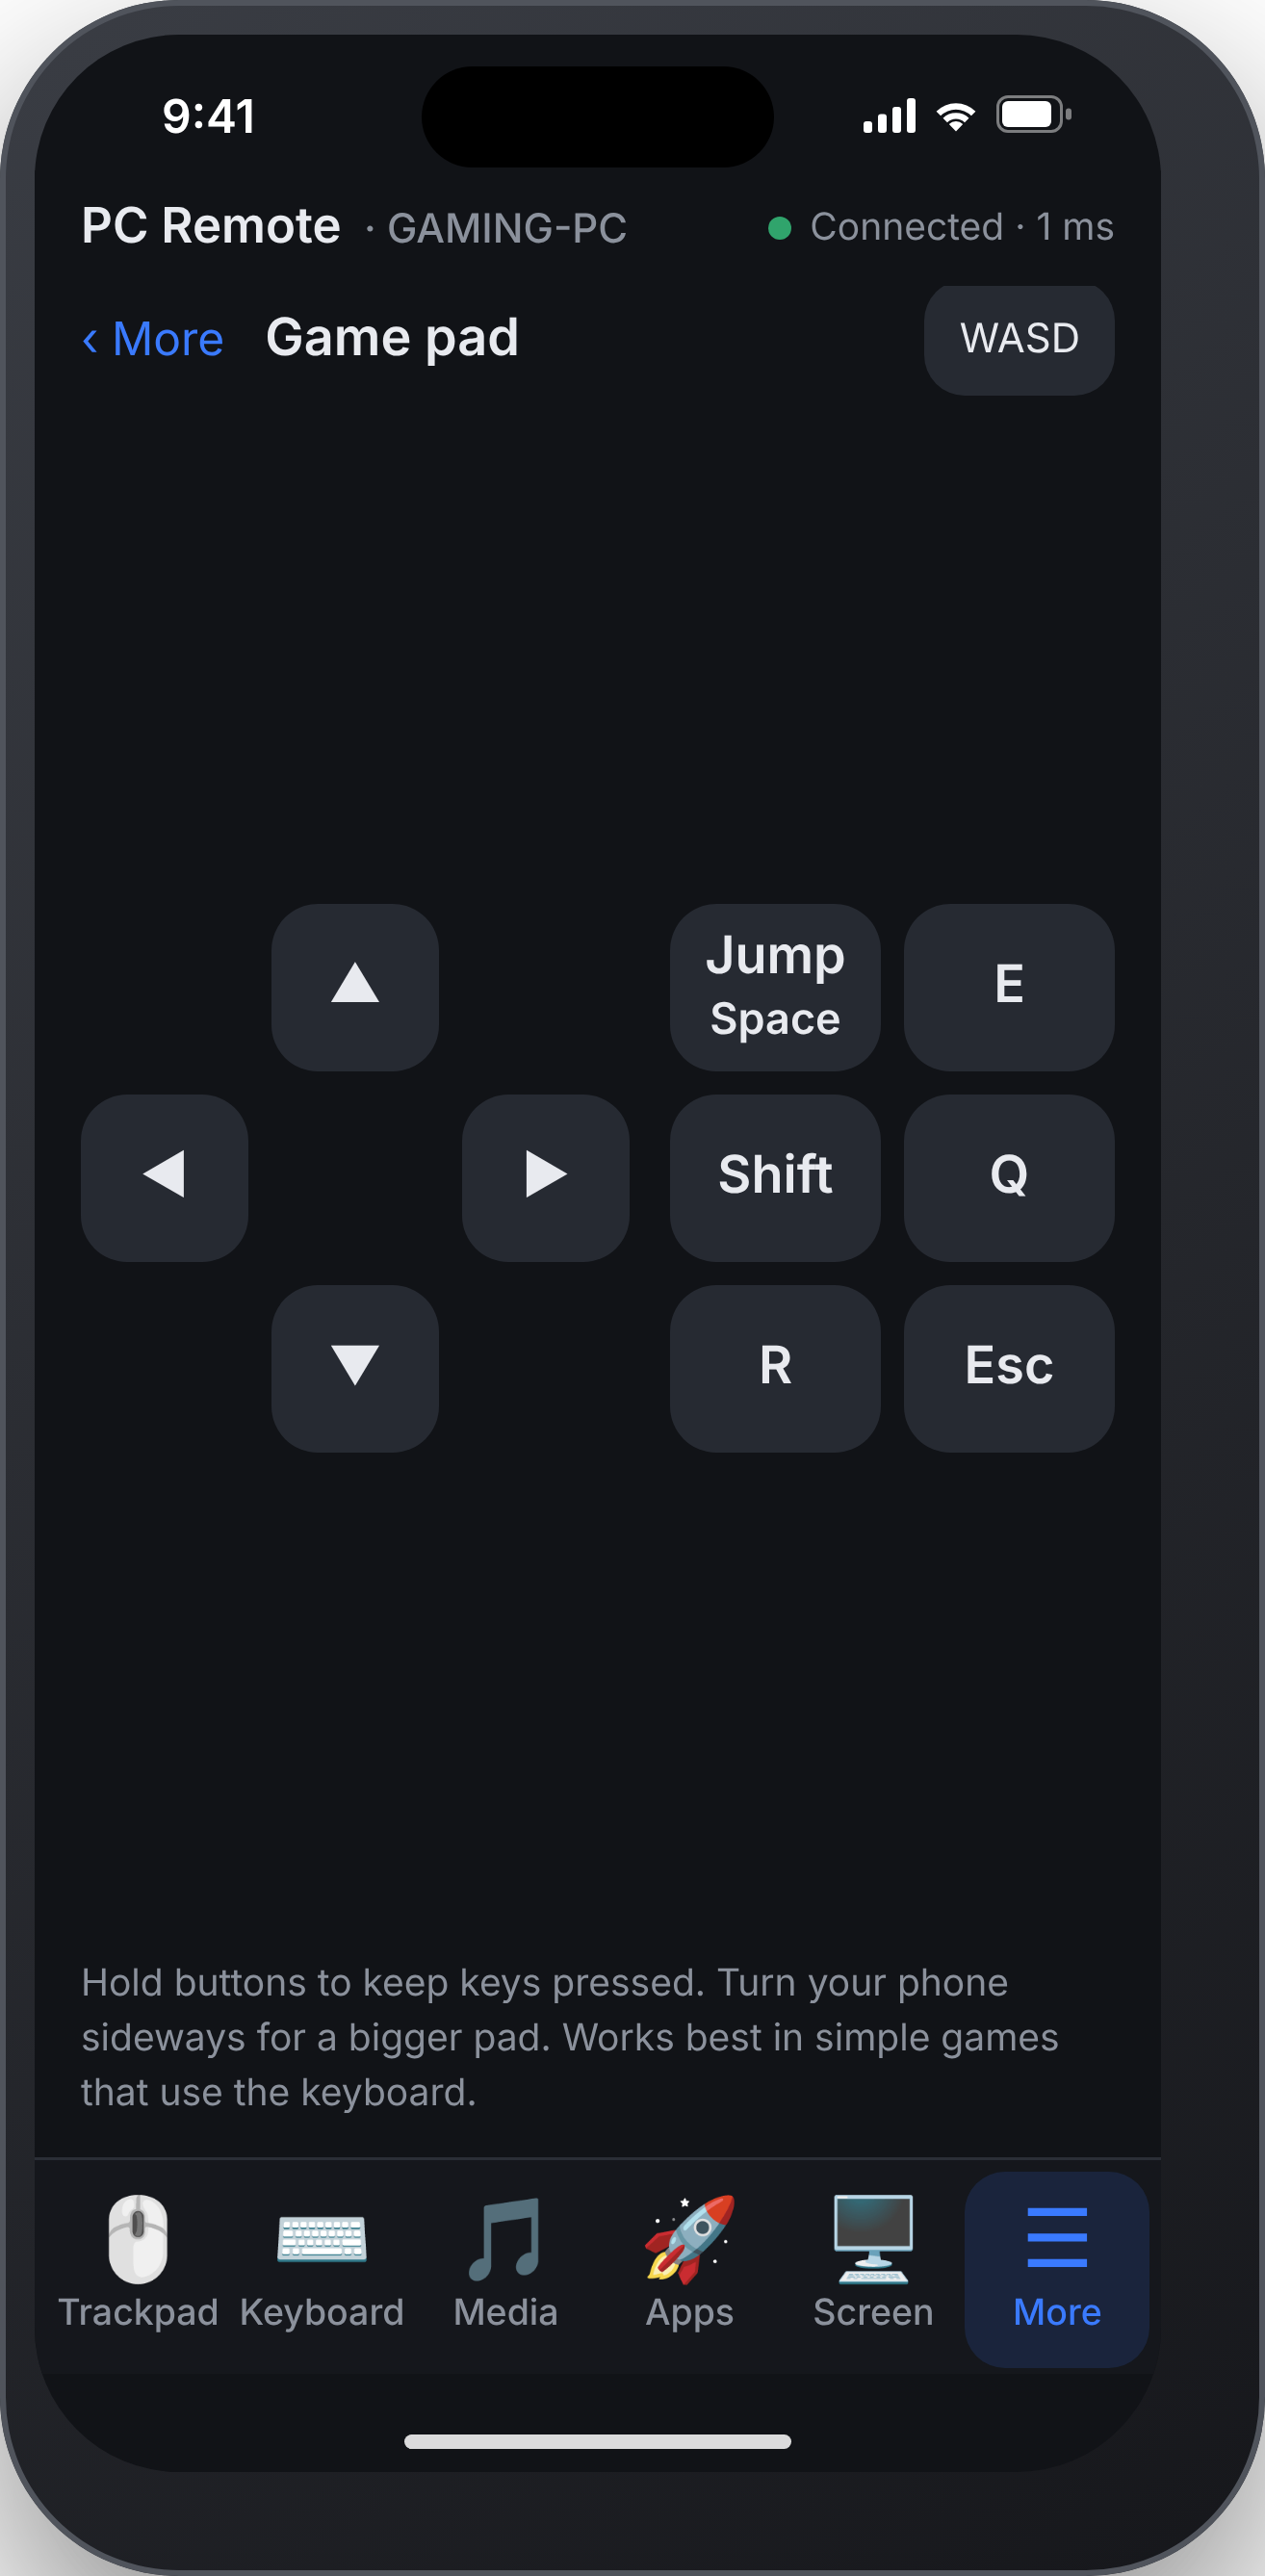 9:41
PC Remote · GAMING-PC
Connected · 1 ms
‹ More Game pad
WASD
Jump
Space
E
Shift
Q
R
Esc
Hold buttons to keep keys pressed. Turn your phone
sideways for a bigger pad. Works best in simple games
that use the keyboard.
Trackpad
Keyboard
Media
Apps
Screen
More